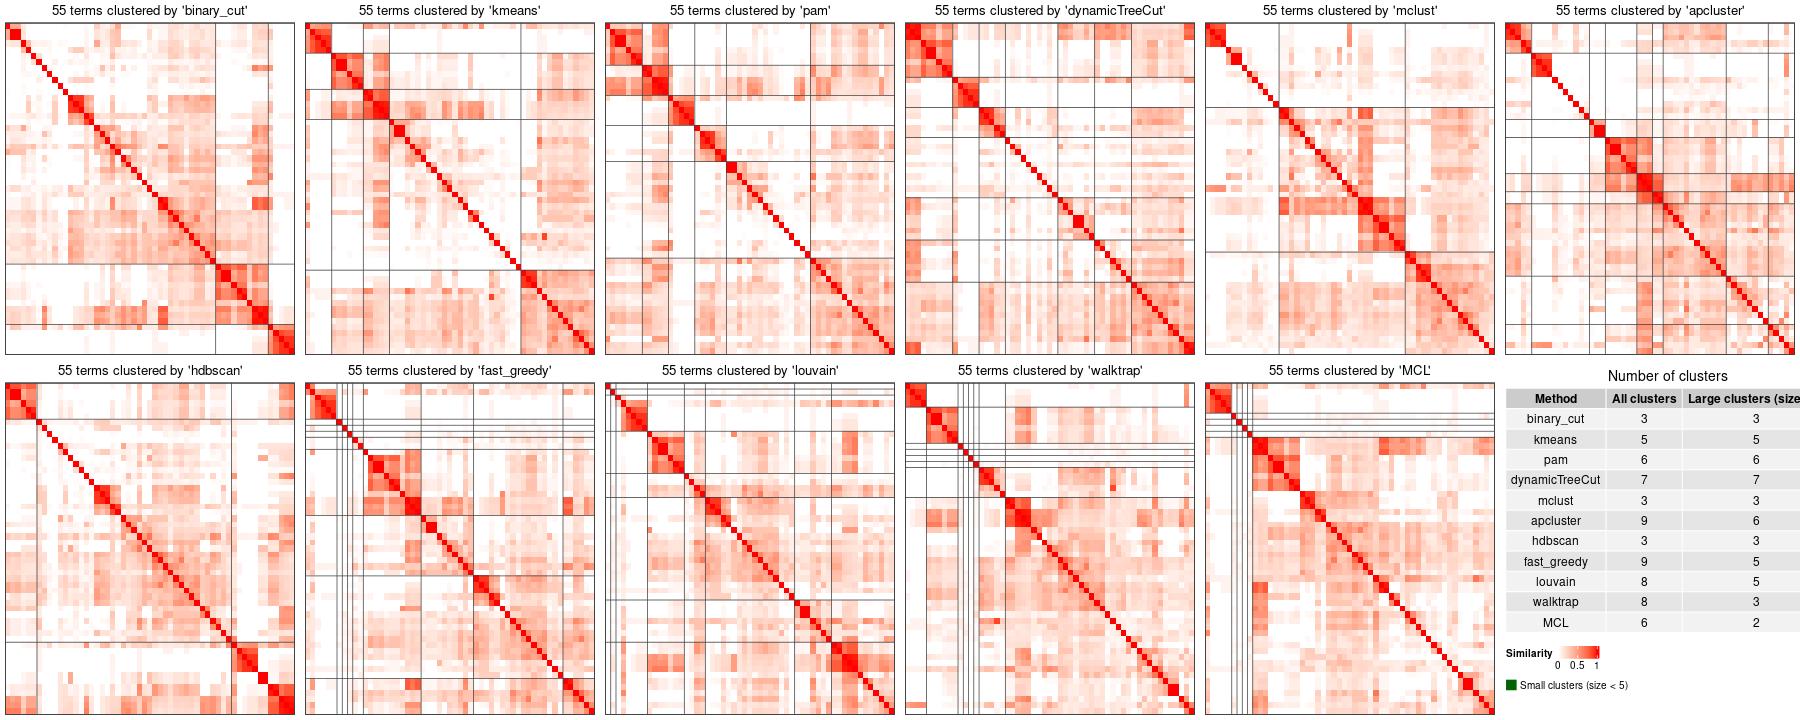 55 terms clustered by 'binary_cut'
55 terms clustered by 'kmeans'
55 terms clustered by 'pam'
55 terms clustered by 'dynamicTreeCut'
55 terms clustered by 'mclust'
55 terms clustered by 'apcluster'
55 terms clustered by 'hdbscan'
55 terms clustered by 'fast_greedy'
55 terms clustered by 'louvain'
55 terms clustered by 'walktrap'
55 terms clustered by 'MCL'
Number of clusters
Method All clusters Large clusters (size
binary_cut 3 3
kmeans 5 5
pam 6 6
dynamicTreeCut 7 7
mclust 3 3
apcluster 9 6
hdbscan 3 3
fast_greedy 9 5
louvain 8 5
walktrap 8 3
MCL 6 2
Similarity
0 0.5 1
Small clusters (size < 5)